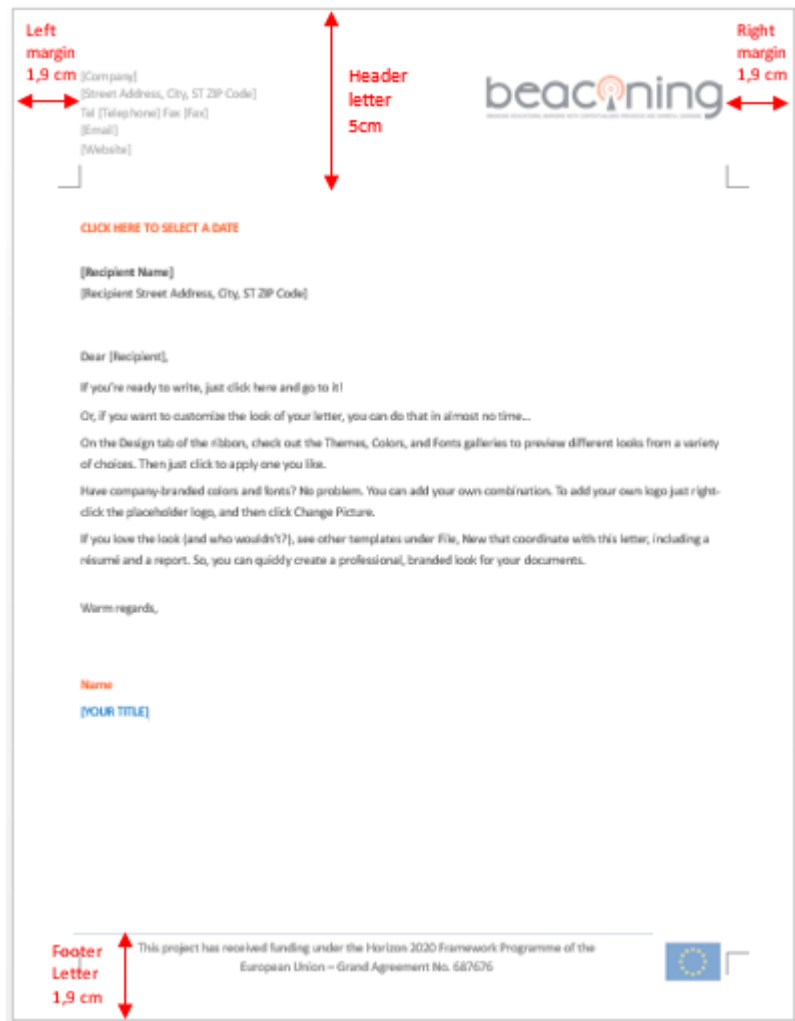 Left
margin
1,9 cm
Right
margin
1,9 cm
Header
letter
5cm
[Company]
[Street Address, City, ST ZIP Code]
Tel [Telephone] Fax [Fax]
[Email]
[Website]
beaconing
CLICK HERE TO SELECT A DATE
[Recipient Name]
[Recipient Street Address, City, ST ZIP Code]
Dear [Recipient],
If you're ready to write, just click here and go to it!
Or, if you want to customize the look of your letter, you can do that in almost no time...
On the Design tab of the ribbon, check out the Themes, Colors, and Fonts galleries to preview different looks from a variety
of choices. Then just click to apply one you like.
Have company-branded colors and fonts? No problem. You can add your own combination. To add your own logo just right-
click the placeholder logo, and then click Change Picture.
If you love the look (and who wouldn't?), see other templates under File, New that coordinate with this letter, including a
résumé and a report. So, you can quickly create a professional, branded look for your documents.
Warm regards,
Name
[YOUR TITLE]
Footer
Letter
1,9 cm
This project has received funding under the Horizon 2020 Framework Programme of the
European Union – Grand Agreement No. 687676